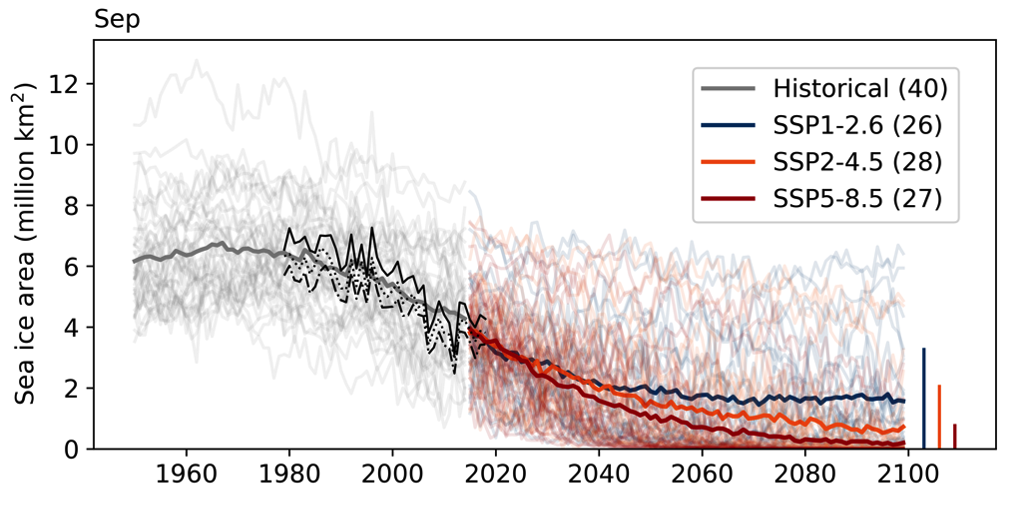 Sep
Sea ice area (million km²)
12
10
8
6
4
2
0
Historical (40)
SSP1-2.6 (26)
SSP2-4.5 (28)
SSP5-8.5 (27)
1960 1980 2000 2020 2040 2060 2080 2100